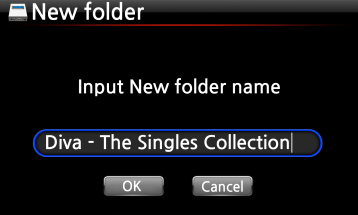 New folder
Input New folder name
Diva - The Singles Collection
OK
Cancel